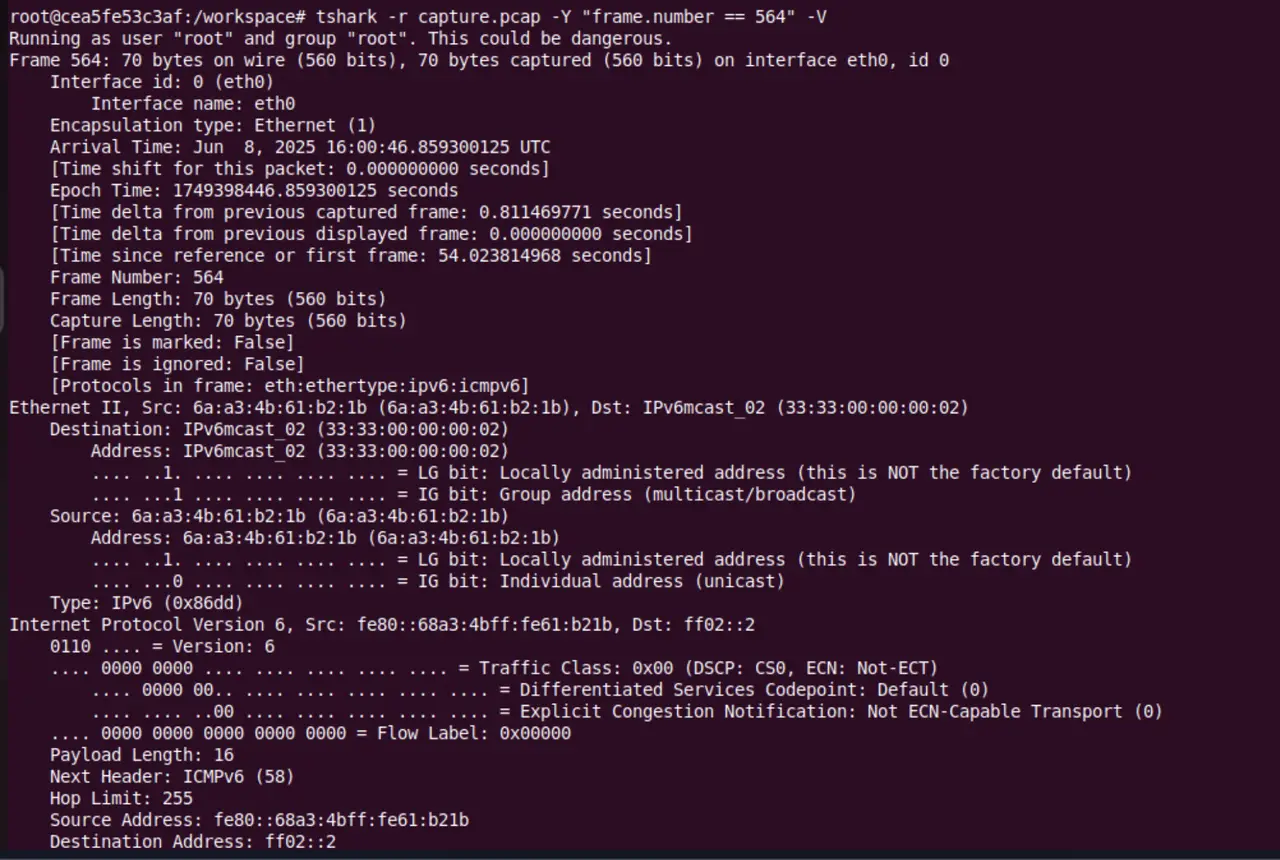 root@cea5fe53c3af:/workspace# tshark -r capture.pcap -Y "frame.number == 564" -V
Running as user "root" and group "root". This could be dangerous.
Frame 564: 70 bytes on wire (560 bits), 70 bytes captured (560 bits) on interface eth0, id 0
    Interface id: 0 (eth0)
        Interface name: eth0
    Encapsulation type: Ethernet (1)
    Arrival Time: Jun  8, 2025 16:00:46.859300125 UTC
    [Time shift for this packet: 0.000000000 seconds]
    Epoch Time: 1749398446.859300125 seconds
    [Time delta from previous captured frame: 0.811469771 seconds]
    [Time delta from previous displayed frame: 0.000000000 seconds]
    [Time since reference or first frame: 54.023814968 seconds]
    Frame Number: 564
    Frame Length: 70 bytes (560 bits)
    Capture Length: 70 bytes (560 bits)
    [Frame is marked: False]
    [Frame is ignored: False]
    [Protocols in frame: eth:ethertype:ipv6:icmpv6]
Ethernet II, Src: 6a:a3:4b:61:b2:1b (6a:a3:4b:61:b2:1b), Dst: IPv6mcast_02 (33:33:00:00:00:02)
    Destination: IPv6mcast_02 (33:33:00:00:00:02)
        Address: IPv6mcast_02 (33:33:00:00:00:02)
        .... ..1. .... .... .... .... = LG bit: Locally administered address (this is NOT the factory default)
        .... ...1 .... .... .... .... = IG bit: Group address (multicast/broadcast)
    Source: 6a:a3:4b:61:b2:1b (6a:a3:4b:61:b2:1b)
        Address: 6a:a3:4b:61:b2:1b (6a:a3:4b:61:b2:1b)
        .... ..1. .... .... .... .... = LG bit: Locally administered address (this is NOT the factory default)
        .... ...0 .... .... .... .... = IG bit: Individual address (unicast)
    Type: IPv6 (0x86dd)
Internet Protocol Version 6, Src: fe80::68a3:4bff:fe61:b21b, Dst: ff02::2
    0110 .... = Version: 6
    .... 0000 0000 .... .... .... .... .... = Traffic Class: 0x00 (DSCP: CS0, ECN: Not-ECT)
        .... 0000 00.. .... .... .... .... .... = Differentiated Services Codepoint: Default (0)
        .... .... ..00 .... .... .... .... .... = Explicit Congestion Notification: Not ECN-Capable Transport (0)
    .... 0000 0000 0000 0000 0000 = Flow Label: 0x00000
    Payload Length: 16
    Next Header: ICMPv6 (58)
    Hop Limit: 255
    Source Address: fe80::68a3:4bff:fe61:b21b
    Destination Address: ff02::2